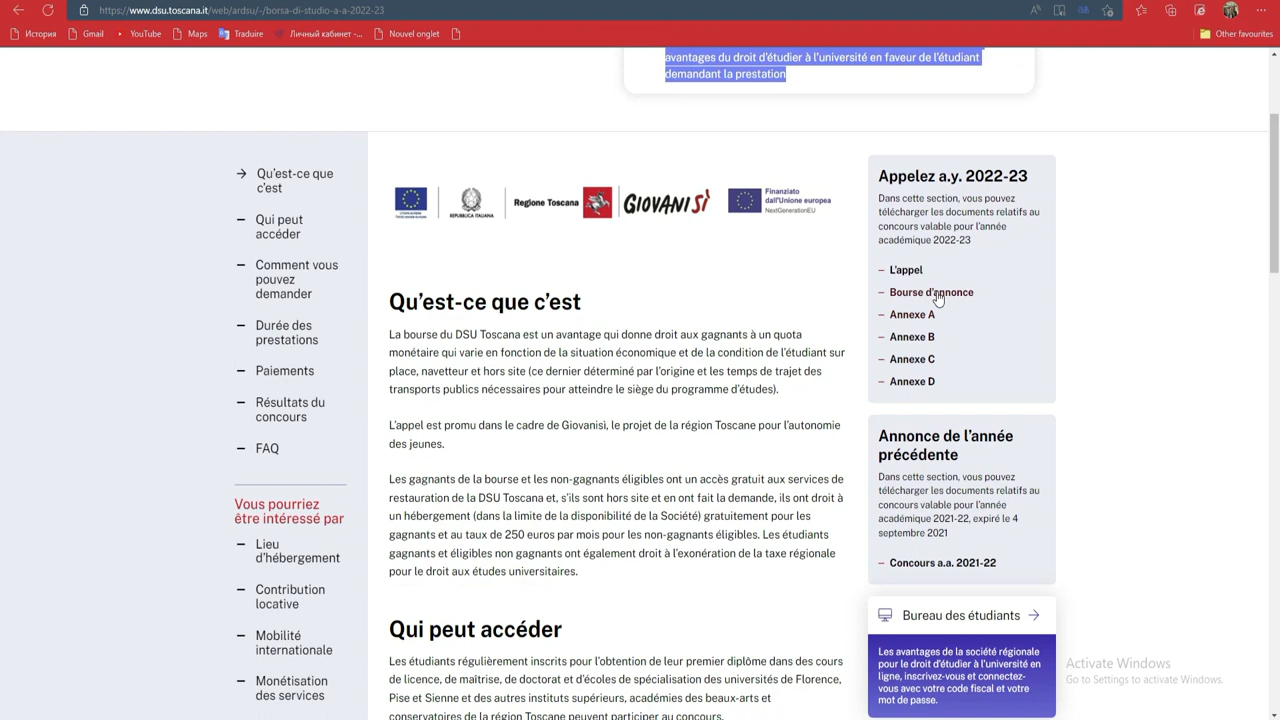 https://www.dsu.toscana.it/web/ardsu/-/borsa-di-studio-a-a-2022-23
История
Gmail
YouTube
Maps
Traduire
Личный кабинет -...
Nouvel onglet
Other favourites
avantages du droit d'étudier à l'université en faveur de l'étudiant
demandant la prestation
Qu'est-ce que
c'est
Qui peut
accéder
Comment vous
pouvez
demander
Durée des
prestations
Paiements
Résultats du
concours
FAQ
Vous pourriez
être intéressé par
Lieu
d'hébergement
Contribution
locative
Mobilité
internationale
Monétisation
des services
REPUBBLICA ITALIANA
Regione Toscana
GIOVANISÌ
Finanziato
dall'Unione europea
NextGenerationEU
Qu'est-ce que c'est
La bourse du DSU Toscana est un avantage qui donne droit aux gagnants à un quota
monétaire qui varie en fonction de la situation économique et de la condition de l'étudiant sur
place, navetteur et hors site (ce dernier déterminé par l'origine et les temps de trajet des
transports publics nécessaires pour atteindre le siège du programme d'études).
L'appel est promu dans le cadre de Giovanisì, le projet de la région Toscane pour l'autonomie
des jeunes.
Les gagnants de la bourse et les non-gagnants éligibles ont un accès gratuit aux services de
restauration de la DSU Toscana et, s'ils sont hors site et en ont fait la demande, ils ont droit à
un hébergement (dans la limite de la disponibilité de la Société) gratuitement pour les
gagnants et au taux de 250 euros par mois pour les non-gagnants éligibles. Les étudiants
gagnants et éligibles non gagnants ont également droit à l'exonération de la taxe régionale
pour le droit aux études universitaires.
Qui peut accéder
Les étudiants régulièrement inscrits pour l'obtention de leur premier diplôme dans des cours
de licence, de maîtrise, de doctorat et d'écoles de spécialisation des universités de Florence,
Pise et Sienne et des autres instituts supérieurs, académies des beaux-arts et
conservatoires de la région Toscane peuvent participer au concours.
Appelez a.y. 2022-23
Dans cette section, vous pouvez
télécharger les documents relatifs au
concours valable pour l'année
académique 2022-23
L'appel
Bourse d'annonce
Annexe A
Annexe B
Annexe C
Annexe D
Annonce de l'année
précédente
Dans cette section, vous pouvez
télécharger les documents relatifs au
concours valable pour l'année
académique 2021-22, expiré le 4
septembre 2021
Concours a.a. 2021-22
Bureau des étudiants
Les avantages de la société régionale
pour le droit d'étudier à l'université en
ligne, inscrivez-vous et connectez-
vous avec votre code fiscal et votre
mot de passe.
Activate Windows
Go to Settings to activate Windows.